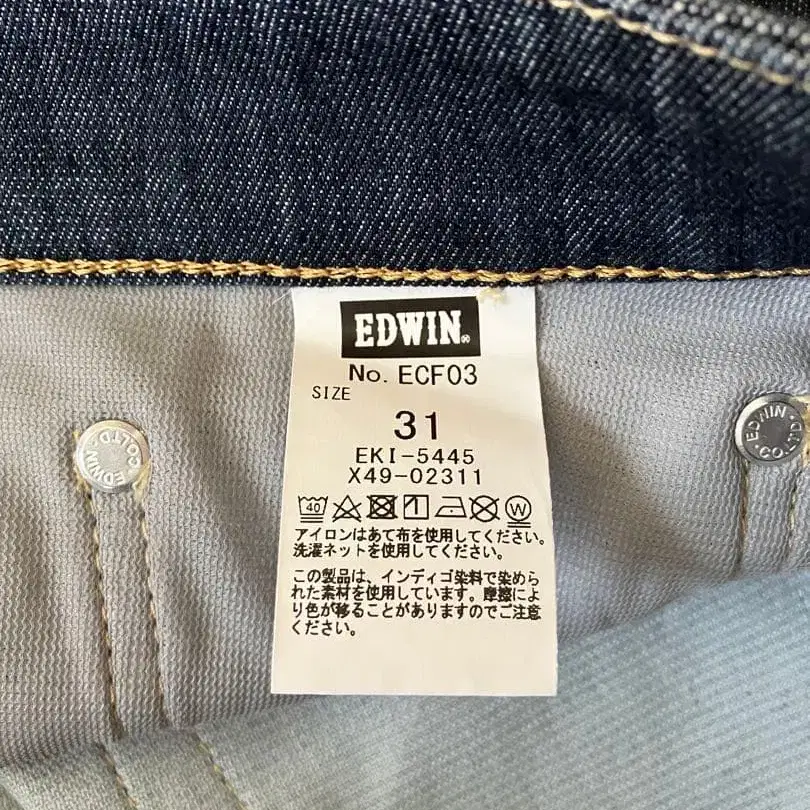 EDWIN®
No. ECF03
SIZE
31
EKI-5445
X49-02311
40 1 W
アイロンはあて布を使用してください。
洗濯ネットを使用してください。
この製品は、インディゴ染料で染めら
れた素材を使用しています。摩擦によ
り色が移ることがありますのでご注意
ください。
EDWIN CO.LTD
EDWIN CO.LTD